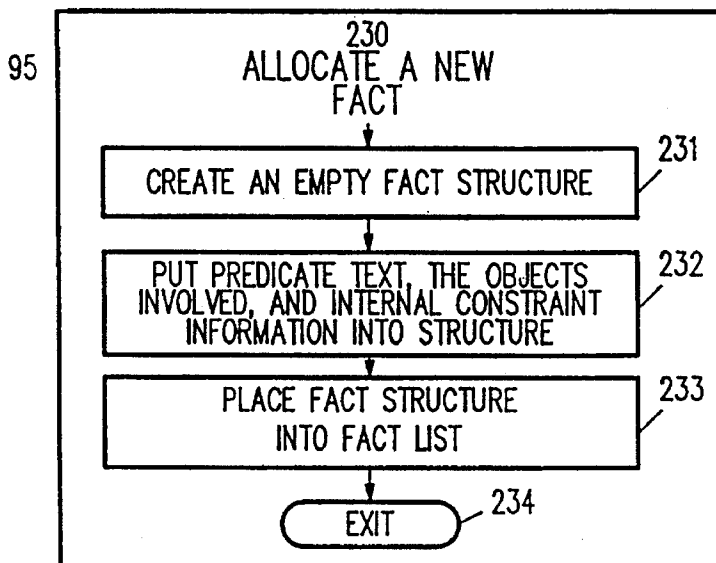 95
230
ALLOCATE A NEW
FACT
231
CREATE AN EMPTY FACT STRUCTURE
232
PUT PREDICATE TEXT, THE OBJECTS
INVOLVED, AND INTERNAL CONSTRAINT
INFORMATION INTO STRUCTURE
233
PLACE FACT STRUCTURE
INTO FACT LIST
EXIT
234